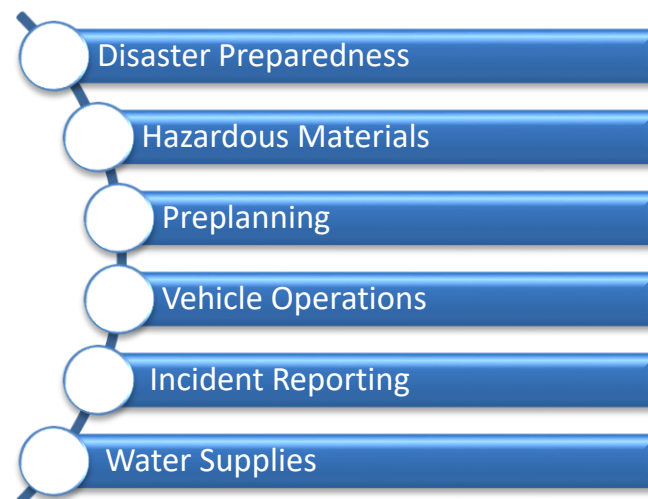 Disaster Preparedness
Hazardous Materials
Preplanning
Vehicle Operations
Incident Reporting
Water Supplies